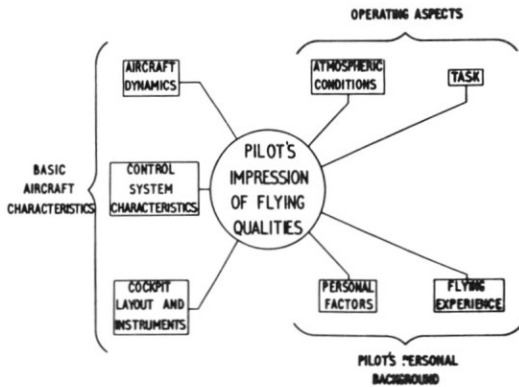 OPERATING ASPECTS
AIRCRAFT
DYNAMICS
ATMOSPHERIC
CONDITIONS
TASK
BASIC
AIRCRAFT
CHARACTERISTICS
CONTROL
SYSTEM
CHARACTERISTICS
PILOT'S
IMPRESSION
OF FLYING
QUALITIES
COCKPIT
LAYOUT AND
INSTRUMENTS
PERSONAL
FACTORS
FLYING
EXPERIENCE
PILOT'S PERSONAL
BACKGROUND